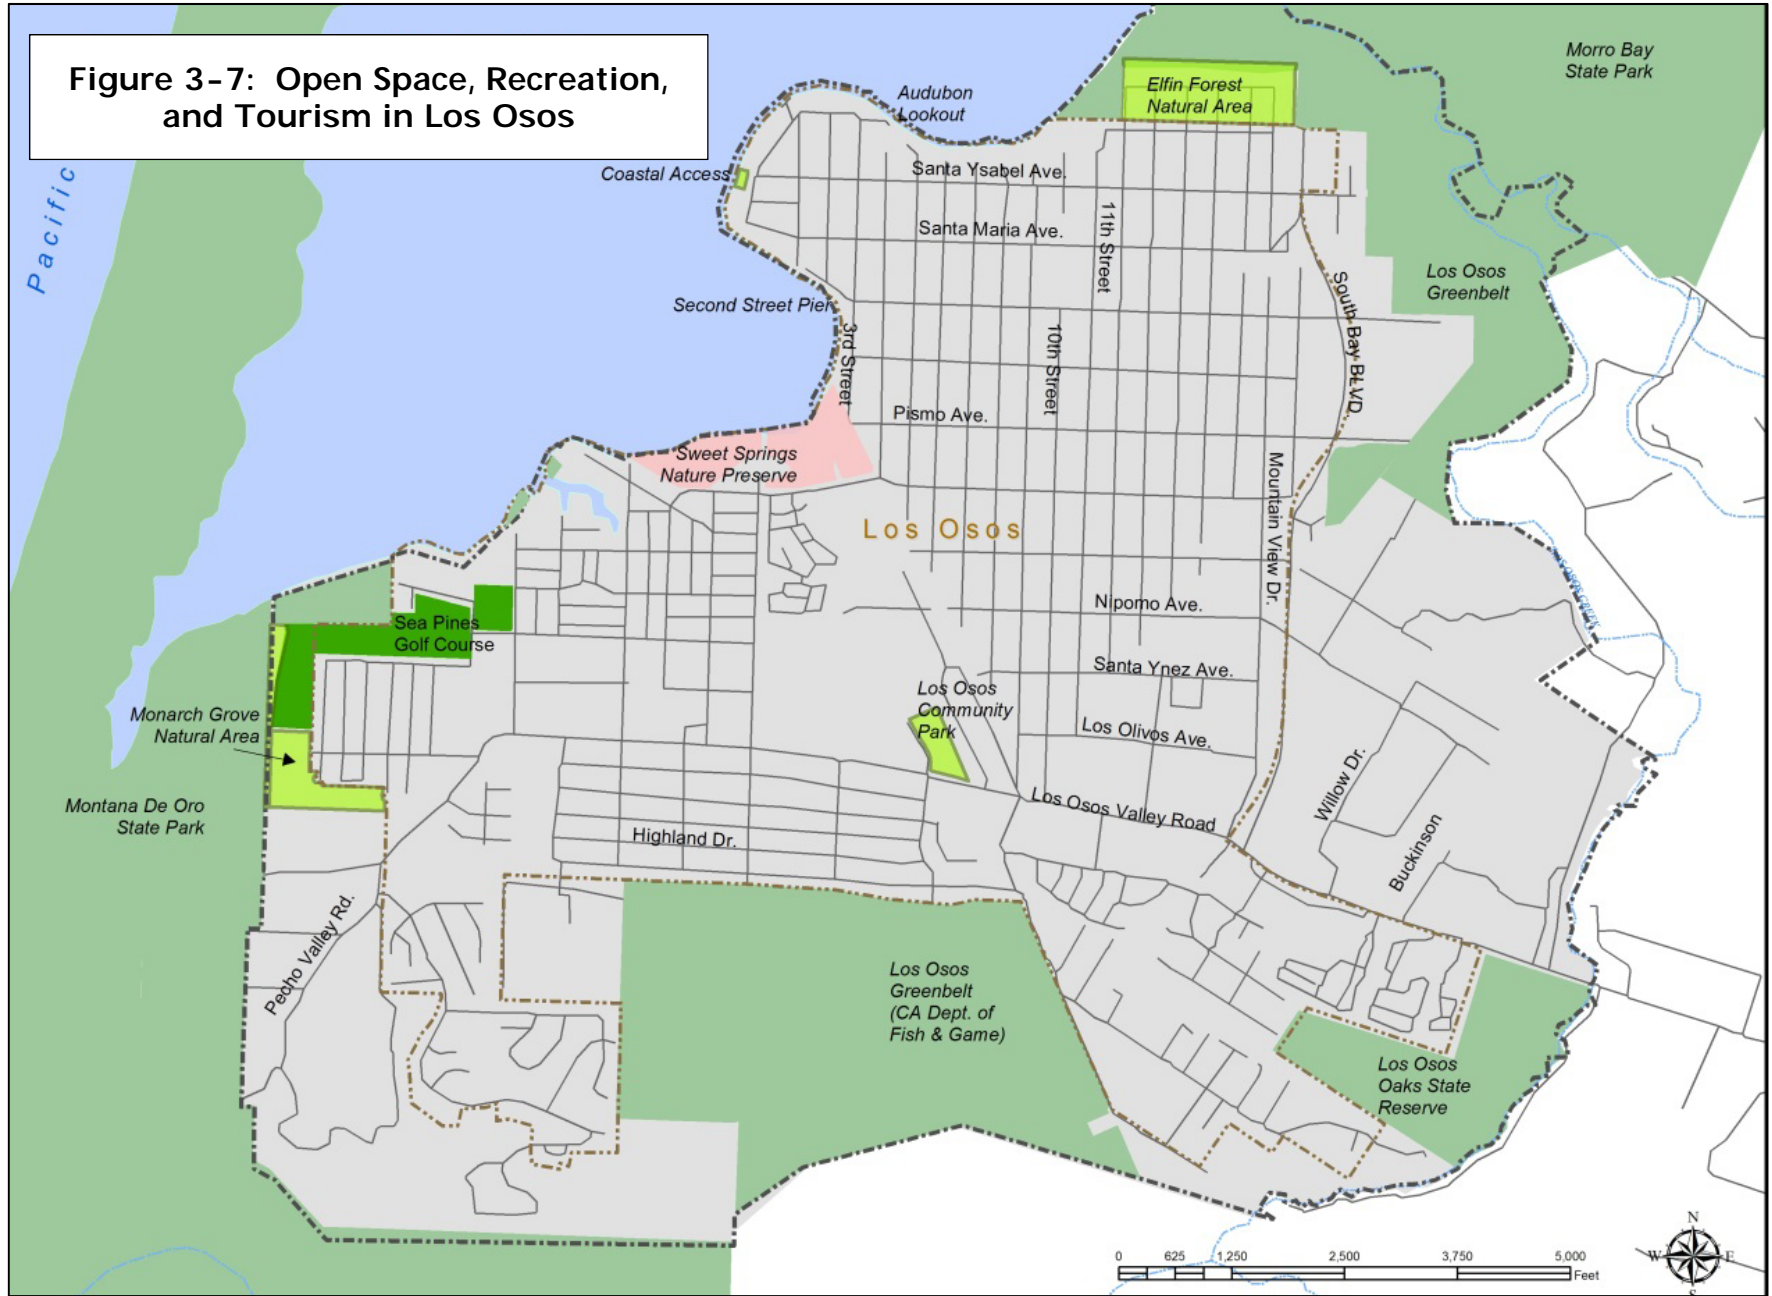 Figure 3-7: Open Space, Recreation,
and Tourism in Los Osos
Morro Bay
State Park
Elfin Forest
Natural Area
Audubon
Lookout
Coastal Access
Santa Ysabel Ave.
Pacific
Santa Maria Ave.
11th Street
Los Osos
Greenbelt
South Bay BLVD.
Second Street Pier
3rd Street
10th Street
Pismo Ave.
Sweet Springs
Nature Preserve
Mountain View Dr.
Los Osos
LOS OSOS CREEK
Nipomo Ave.
Sea Pines
Golf Course
Santa Ynez Ave.
Los Osos
Community
Park
Monarch Grove
Natural Area
Los Olivos Ave.
Willow Dr.
Montana De Oro
State Park
Los Osos Valley Road
Highland Dr.
Buckinson
Pecho Valley Rd.
Los Osos
Greenbelt
(CA Dept. of
Fish & Game)
Los Osos
Oaks State
Reserve
N
W E
S
0 625 1,250 2,500 3,750 5,000
Feet